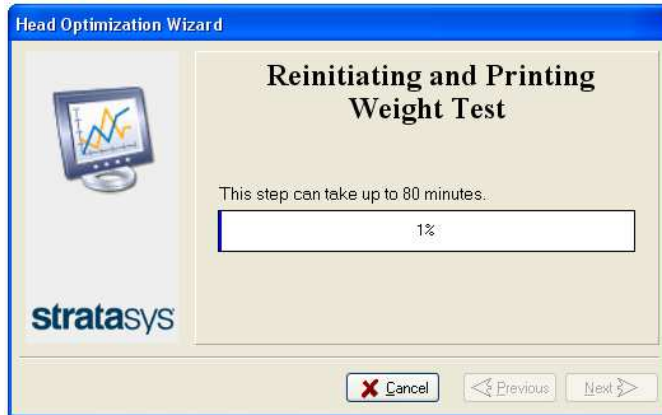 Head Optimization Wizard
Reinitiating and Printing
Weight Test
This step can take up to 80 minutes.
1%
stratasys
Cancel
Previous
Next